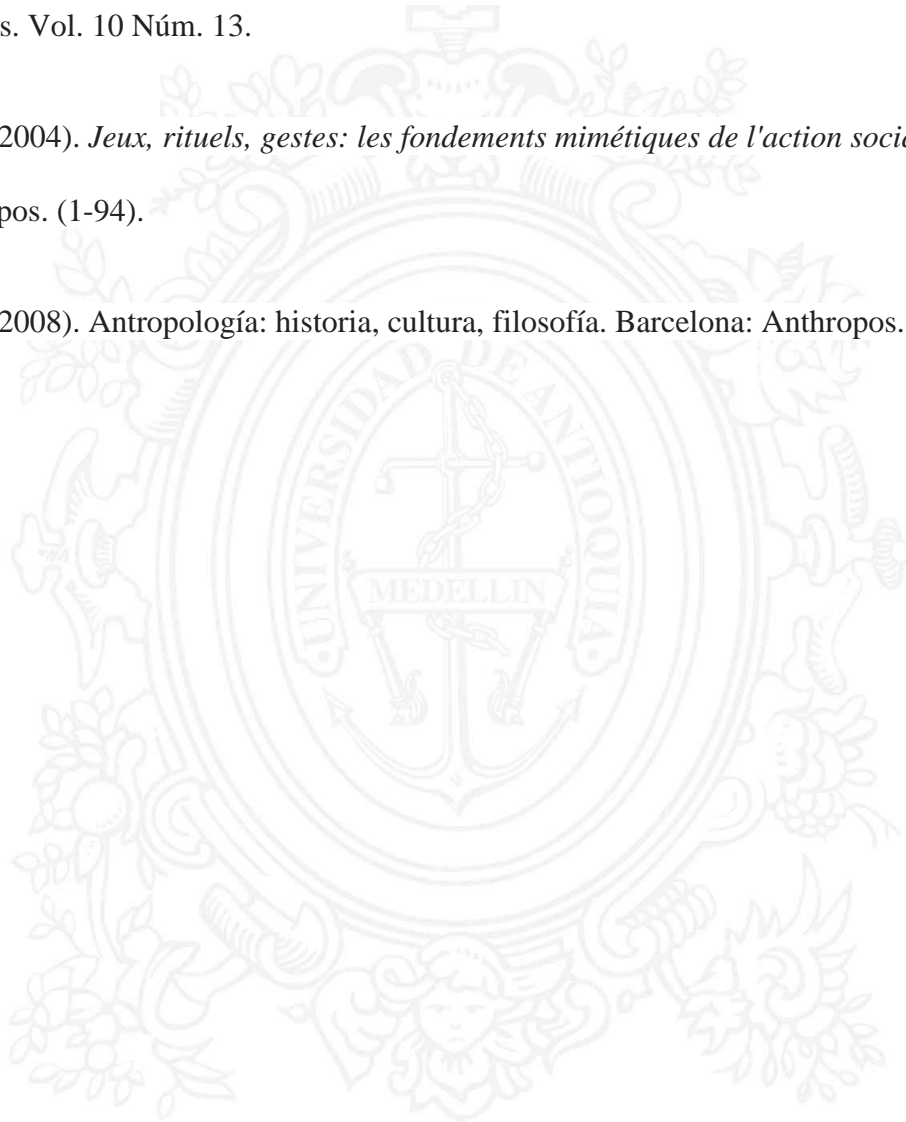 s. Vol. 10 Núm. 13.
2004). Jeux, rituels, gestes: les fondements mimétiques de l'action socia
pos. (1-94).
2008). Antropología: historia, cultura, filosofía. Barcelona: Anthropos.
UNIVERSIDAD DE ANTIOQUIA
MEDELLIN